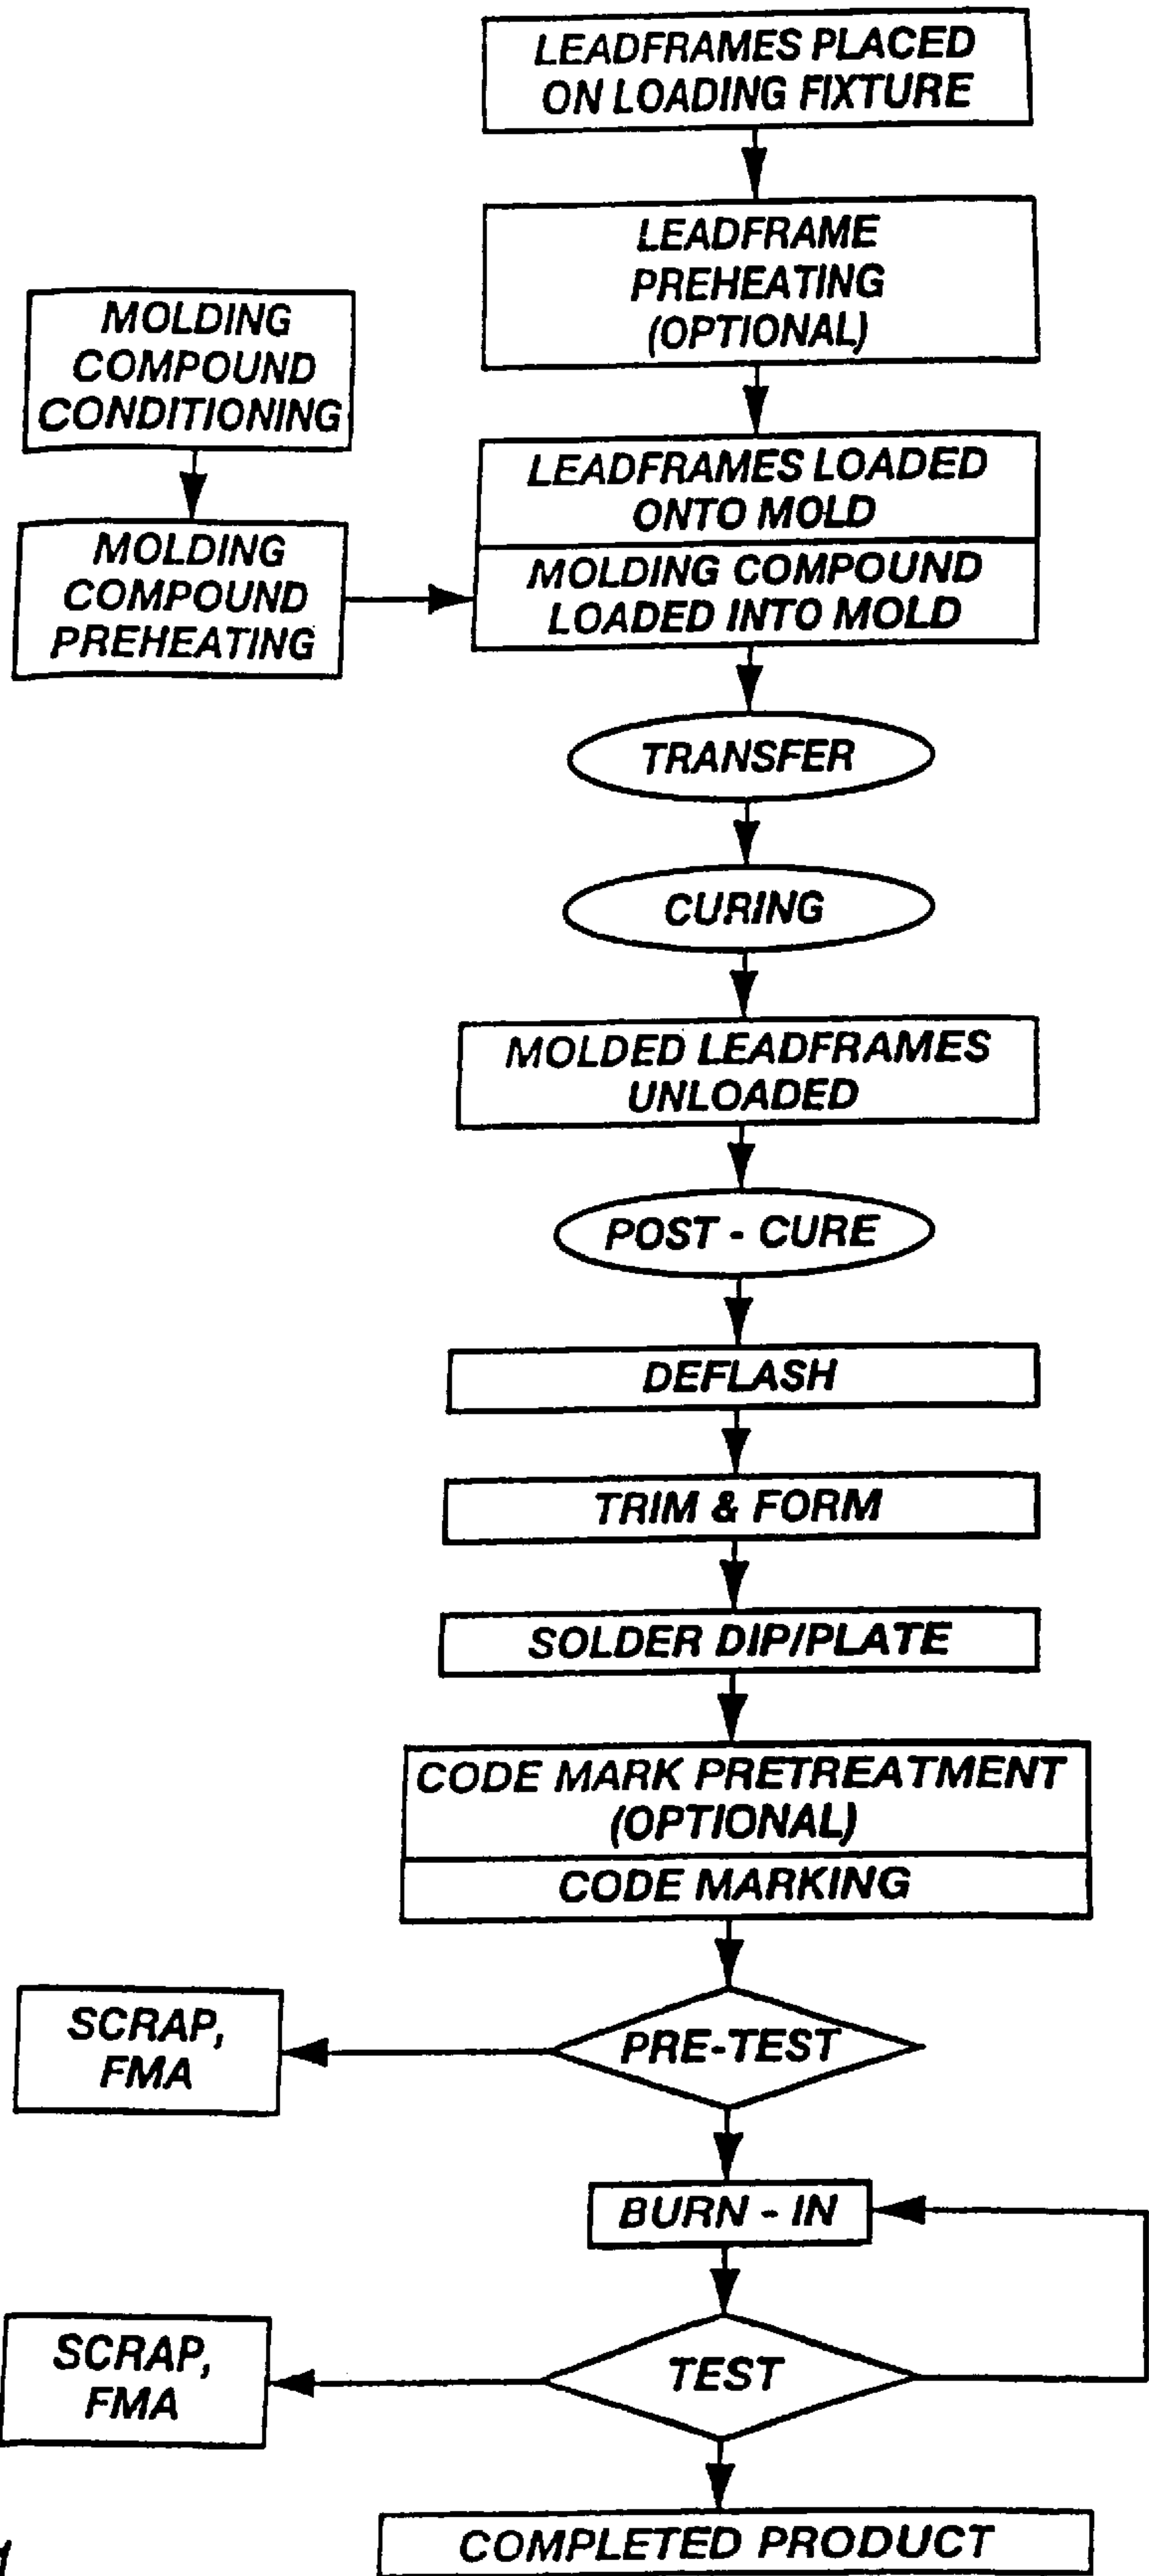 LEADFRAMES PLACED
ON LOADING FIXTURE
LEADFRAME
PREHEATING
(OPTIONAL)
MOLDING
COMPOUND
CONDITIONING
MOLDING
COMPOUND
PREHEATING
LEADFRAMES LOADED
ONTO MOLD
MOLDING COMPOUND
LOADED INTO MOLD
TRANSFER
CURING
MOLDED LEADFRAMES
UNLOADED
POST - CURE
DEFLASH
TRIM & FORM
SOLDER DIP/PLATE
CODE MARK PRETREATMENT
(OPTIONAL)
CODE MARKING
PRE-TEST
SCRAP,
FMA
BURN - IN
TEST
SCRAP,
FMA
COMPLETED PRODUCT